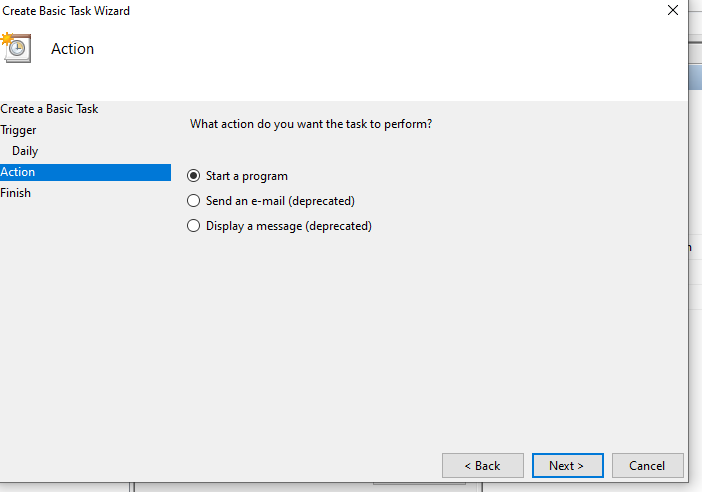 Create Basic Task Wizard
Action
Create a Basic Task
Trigger
Daily
Action
Finish
What action do you want the task to perform?
Start a program
Send an e-mail (deprecated)
Display a message (deprecated)
< Back
Next >
Cancel